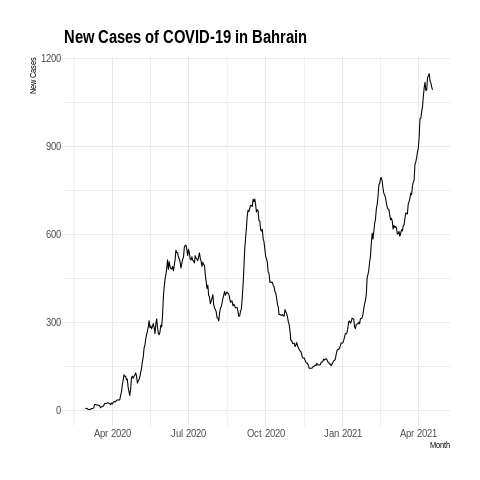 New Cases of COVID-19 in Bahrain
New Cases
1200
900
600
300
0
Apr 2020
Jul 2020
Oct 2020
Jan 2021
Apr 2021
Month